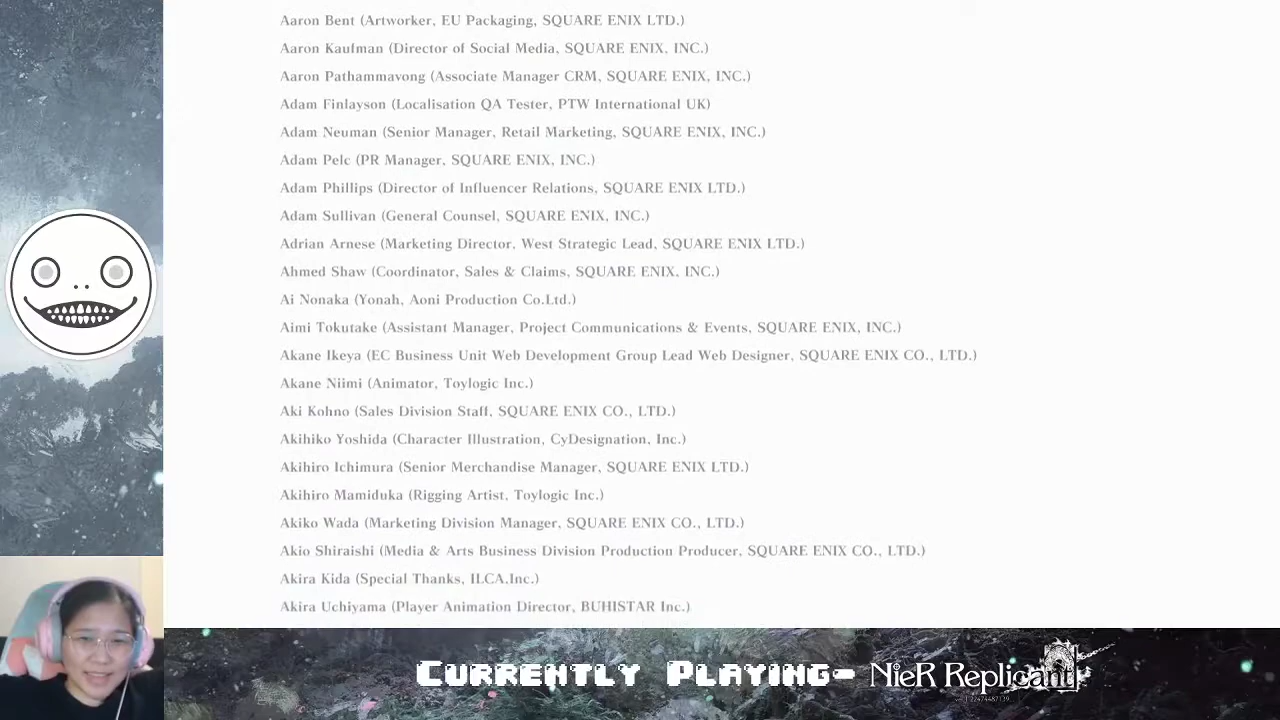 Aaron Bent (Artworker, EU Packaging, SQUARE ENIX LTD.)
Aaron Kaufman (Director of Social Media, SQUARE ENIX, INC.)
Aaron Pathammavong (Associate Manager CRM, SQUARE ENIX, INC.)
Adam Finlayson (Localisation QA Tester, PTW International UK)
Adam Neuman (Senior Manager, Retail Marketing, SQUARE ENIX, INC.)
Adam Pelc (PR Manager, SQUARE ENIX, INC.)
Adam Phillips (Director of Influencer Relations, SQUARE ENIX LTD.)
Adam Sullivan (General Counsel, SQUARE ENIX, INC.)
Adrian Arnese (Marketing Director, West Strategic Lead, SQUARE ENIX LTD.)
Ahmed Shaw (Coordinator, Sales & Claims, SQUARE ENIX, INC.)
Ai Nonaka (Yonah, Aoni Production Co.Ltd.)
Aimi Tokutake (Assistant Manager, Project Communications & Events, SQUARE ENIX, INC.)
Akane Ikeya (EC Business Unit Web Development Group Lead Web Designer, SQUARE ENIX CO., LTD.)
Akane Niimi (Animator, Toylogic Inc.)
Aki Kohno (Sales Division Staff, SQUARE ENIX CO., LTD.)
Akihiko Yoshida (Character Illustration, CyDesignation, Inc.)
Akihiro Ichimura (Senior Merchandise Manager, SQUARE ENIX LTD.)
Akihiro Mamiduka (Rigging Artist, Toylogic Inc.)
Akiko Wada (Marketing Division Manager, SQUARE ENIX CO., LTD.)
Akio Shiraishi (Media & Arts Business Division Production Producer, SQUARE ENIX CO., LTD.)
Akira Kida (Special Thanks, ILCA,Inc.)
Akira Uchiyama (Player Animation Director, BUHISTAR Inc.)
Currently Playing- NieR Replicant